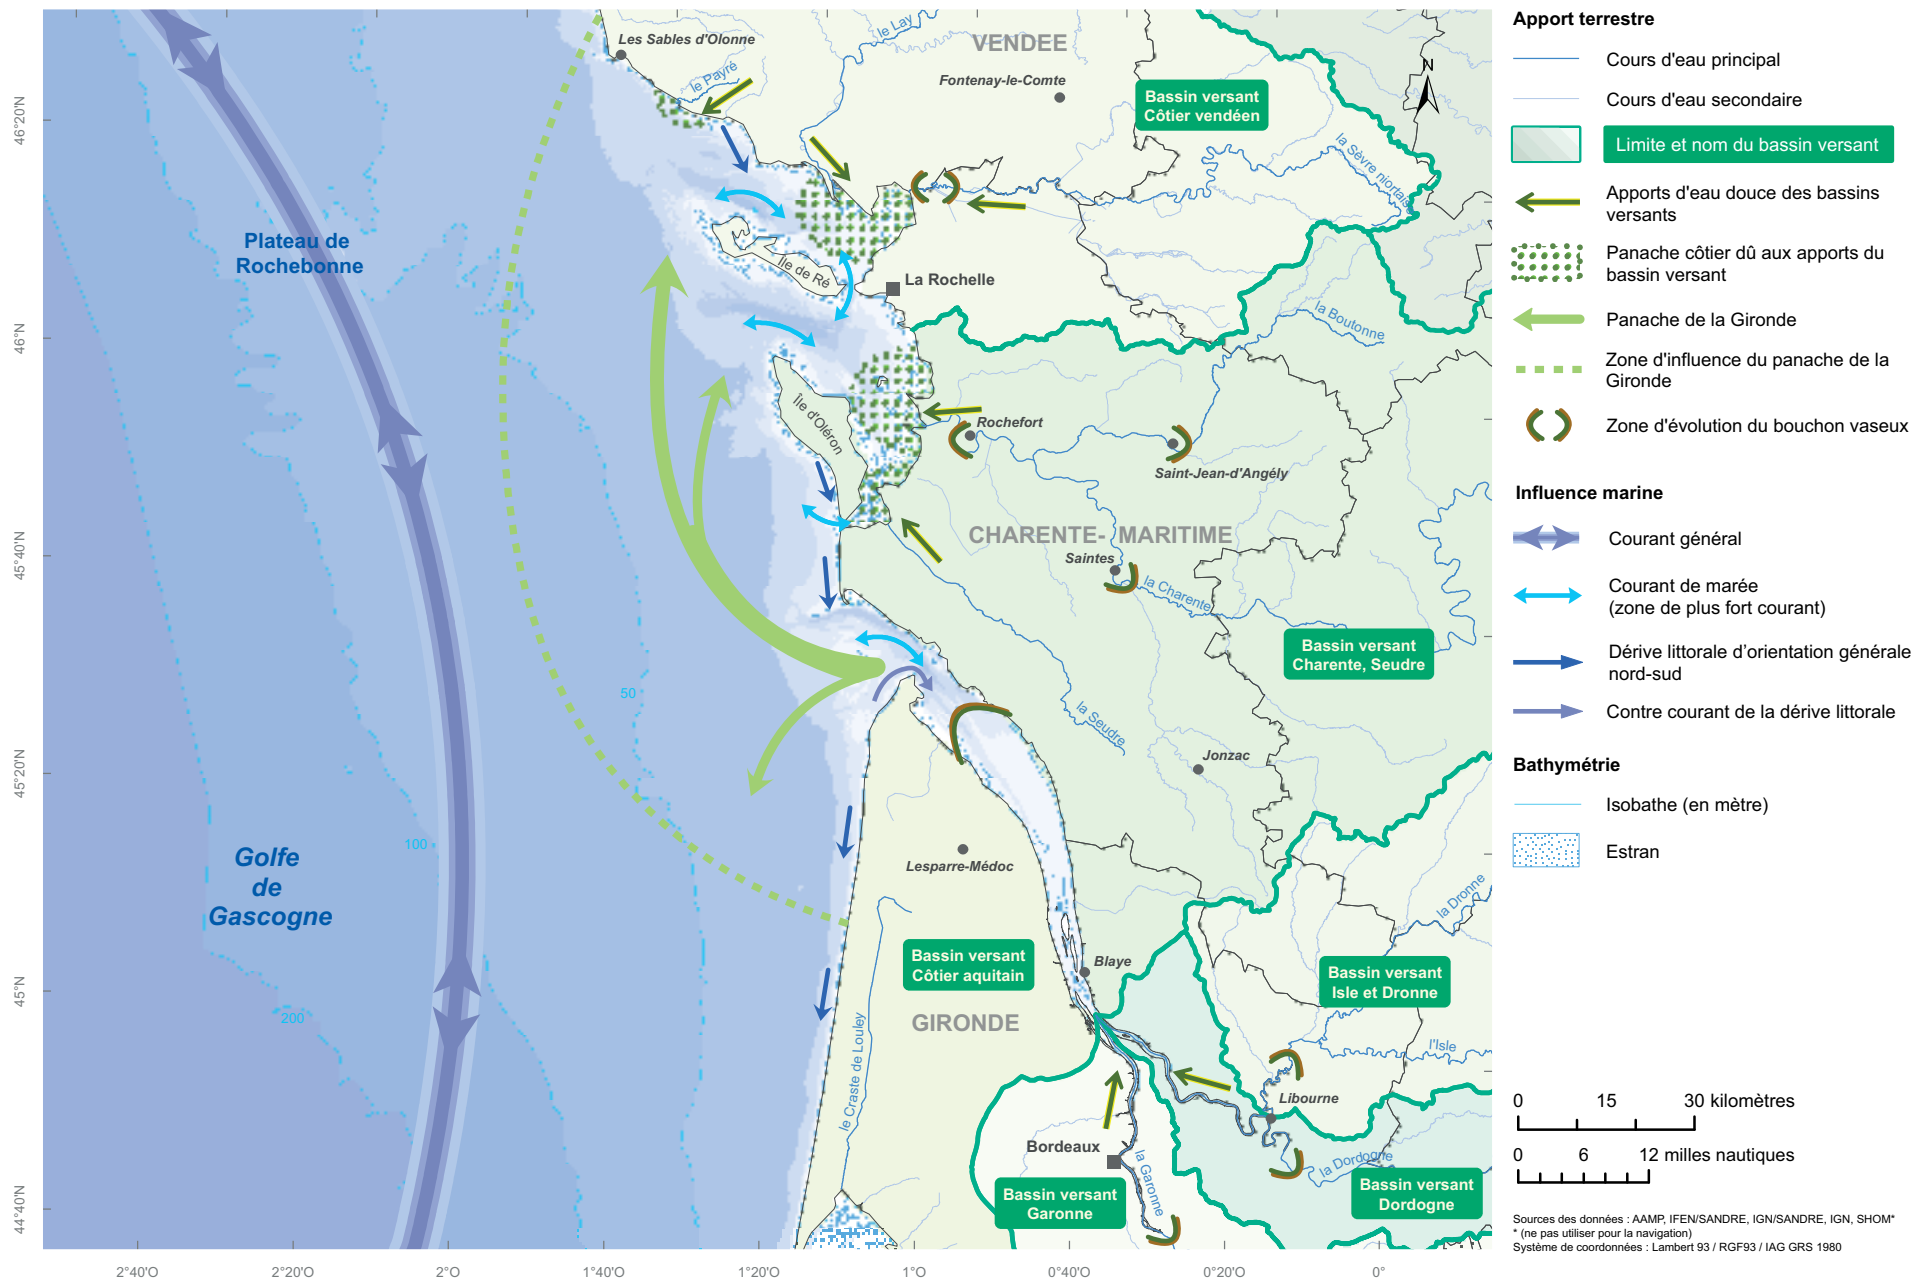 Les Sables d'Olonne
le Payré
le Lay
VENDEE
Fontenay-le-Comte
Bassin versant
Côtier vendéen
la Sèvre niortaise
N
Plateau de
Rochebonne
Île de Ré
La Rochelle
la Boutonne
Île d'Oléron
Rochefort
Saint-Jean-d'Angély
CHARENTE- MARITIME
Saintes
la Charente
Bassin versant
Charente, Seudre
50
la Seudre
Jonzac
100
Golfe
de
Gascogne
200
Lesparre-Médoc
la Dronne
Bassin versant
Côtier aquitain
Blaye
Bassin versant
Isle et Dronne
GIRONDE
le Craste de Louley
l'Isle
Libourne
Bordeaux
la Garonne
la Dordogne
Bassin versant
Garonne
Bassin versant
Dordogne
46°20'N
46°N
45°40'N
45°20'N
45°N
44°40'N
2°40'O
2°20'O
2°O
1°40'O
1°20'O
1°O
0°40'O
0°20'O
0°
Apport terrestre
Cours d'eau principal
Cours d'eau secondaire
Limite et nom du bassin versant
Apports d'eau douce des bassins
versants
Panache côtier dû aux apports du
bassin versant
Panache de la Gironde
Zone d'influence du panache de la
Gironde
Zone d'évolution du bouchon vaseux
Influence marine
Courant général
Courant de marée
(zone de plus fort courant)
Dérive littorale d'orientation générale
nord-sud
Contre courant de la dérive littorale
Bathymétrie
Isobathe (en mètre)
Estran
0 15 30 kilomètres
0 6 12 milles nautiques
Sources des données : AAMP, IFEN/SANDRE, IGN/SANDRE, IGN, SHOM*
* (ne pas utiliser pour la navigation)
Système de coordonnées : Lambert 93 / RGF93 / IAG GRS 1980